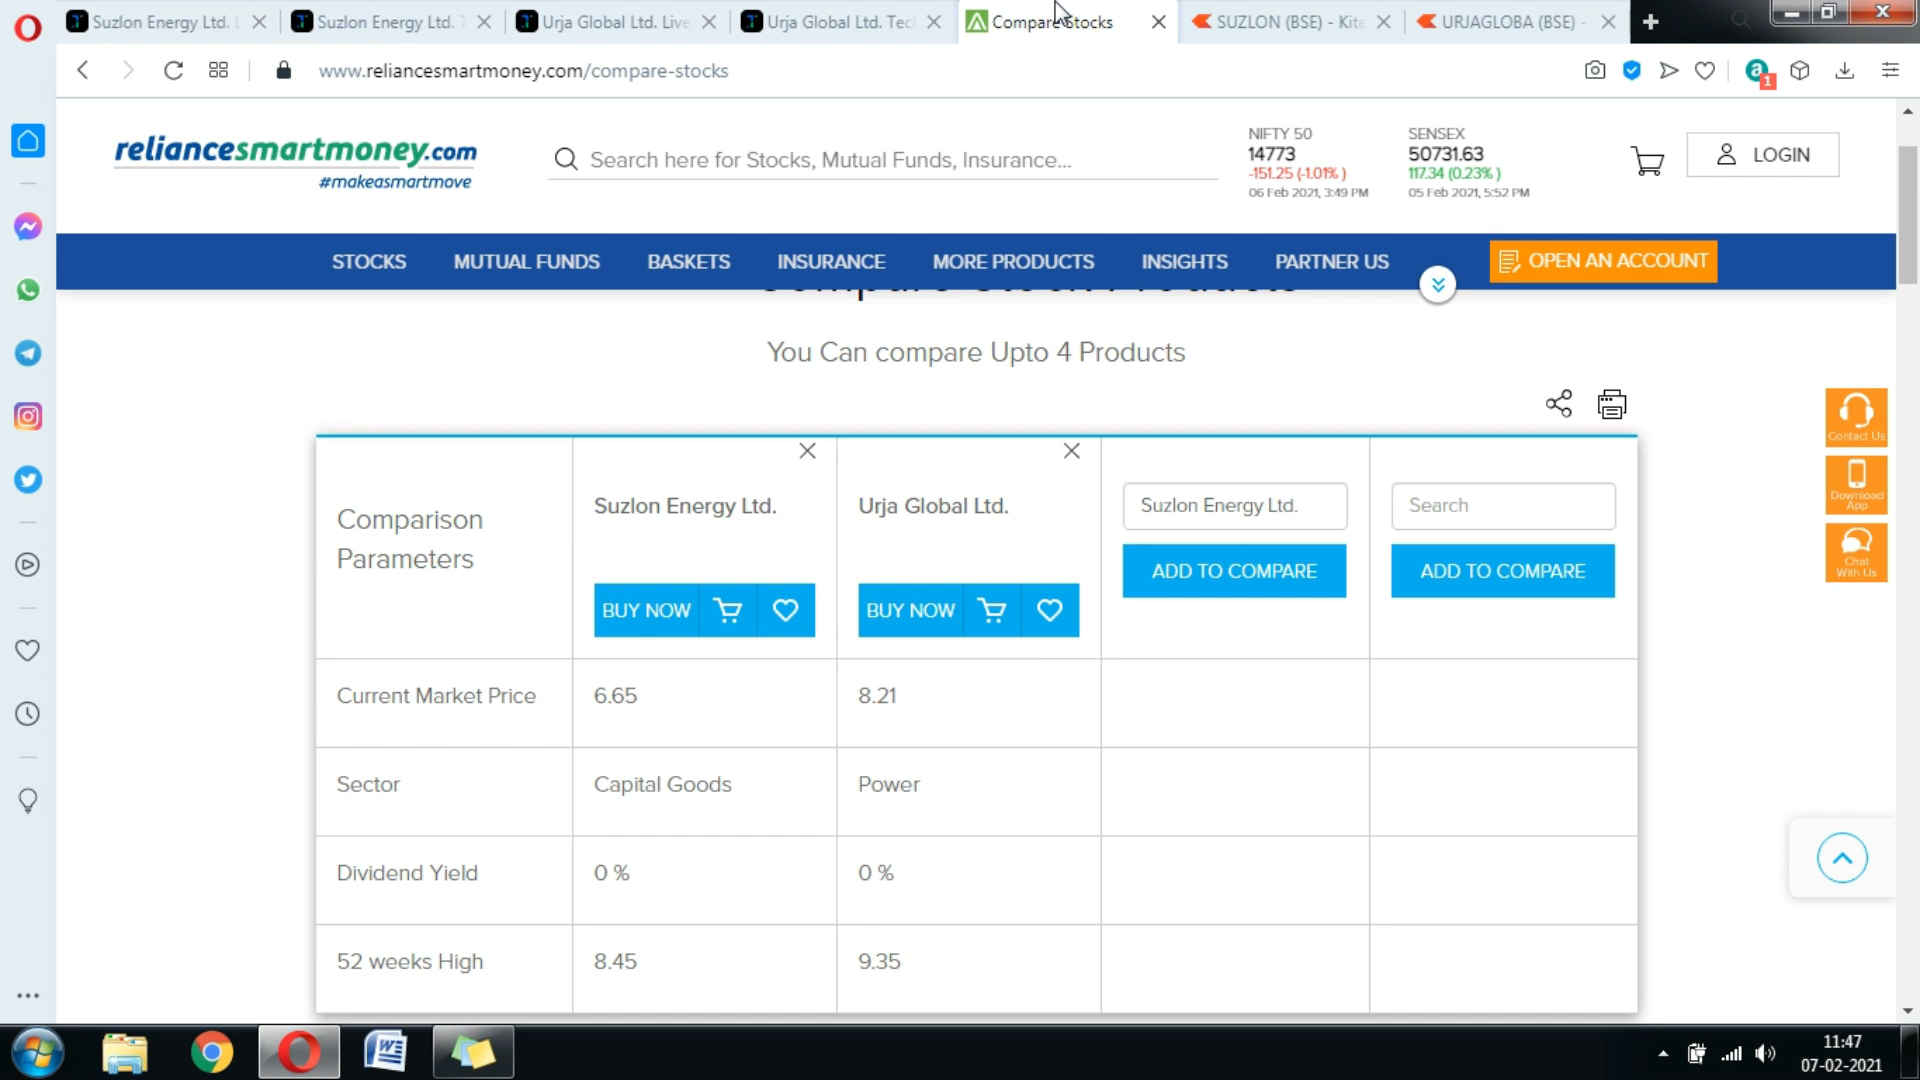 Suzlon Energy Ltd. L
Suzlon Energy Ltd. T
Urja Global Ltd. Live
Urja Global Ltd. Tec
Compare Stocks
SUZLON (BSE) - Kite
URJAGLOBA (BSE) -
www.reliancesmartmoney.com/compare-stocks
a
1
reliancesmartmoney.com
#makeasmartmove
Search here for Stocks, Mutual Funds, Insurance...
NIFTY 50
14773
-151.25 (-1.01% )
06 Feb 2021, 3:49 PM
SENSEX
50731.63
117.34 (0.23% )
05 Feb 2021, 5:52 PM
LOGIN
STOCKS MUTUAL FUNDS BASKETS INSURANCE MORE PRODUCTS INSIGHTS PARTNER US OPEN AN ACCOUNT
You Can compare Upto 4 Products
Contact Us
Download
App
Chat
With Us
Comparison
Parameters
Suzlon Energy Ltd.
Urja Global Ltd.
Suzlon Energy Ltd.
Search
BUY NOW
BUY NOW
ADD TO COMPARE
ADD TO COMPARE
Current Market Price 6.65 8.21
Sector Capital Goods Power
Dividend Yield 0 % 0 %
52 weeks High 8.45 9.35
11:47
07-02-2021